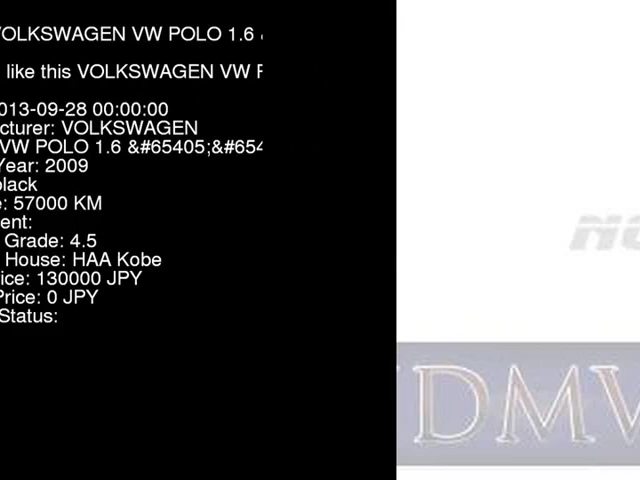 VOLKSWAGEN VW POLO 1.6
like this VOLKSWAGEN VW
013-09-28 00:00:00
cturer: VOLKSWAGEN
VW POLO 1.6 &#65405;&#654
Year: 2009
black
e: 57000 KM
ent:
Grade: 4.5
House: HAA Kobe
ice: 130000 JPY
Price: 0 JPY
Status:
DMV